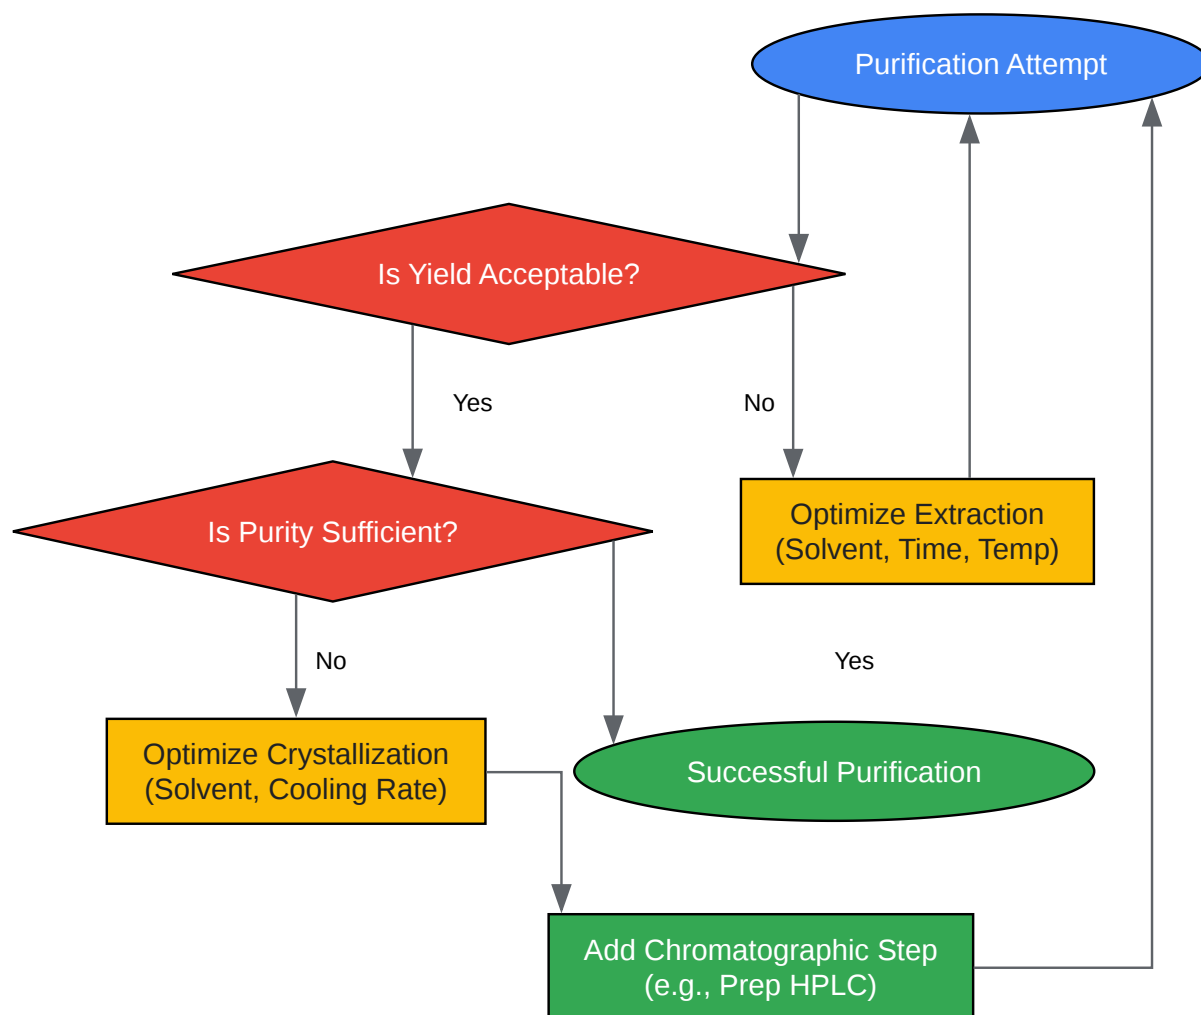 Purification Attempt
Is Yield Acceptable?
Yes
No
Optimize Extraction
(Solvent, Time, Temp)
Is Purity Sufficient?
No
Yes
Optimize Crystallization
(Solvent, Cooling Rate)
Successful Purification
Add Chromatographic Step
(e.g., Prep HPLC)